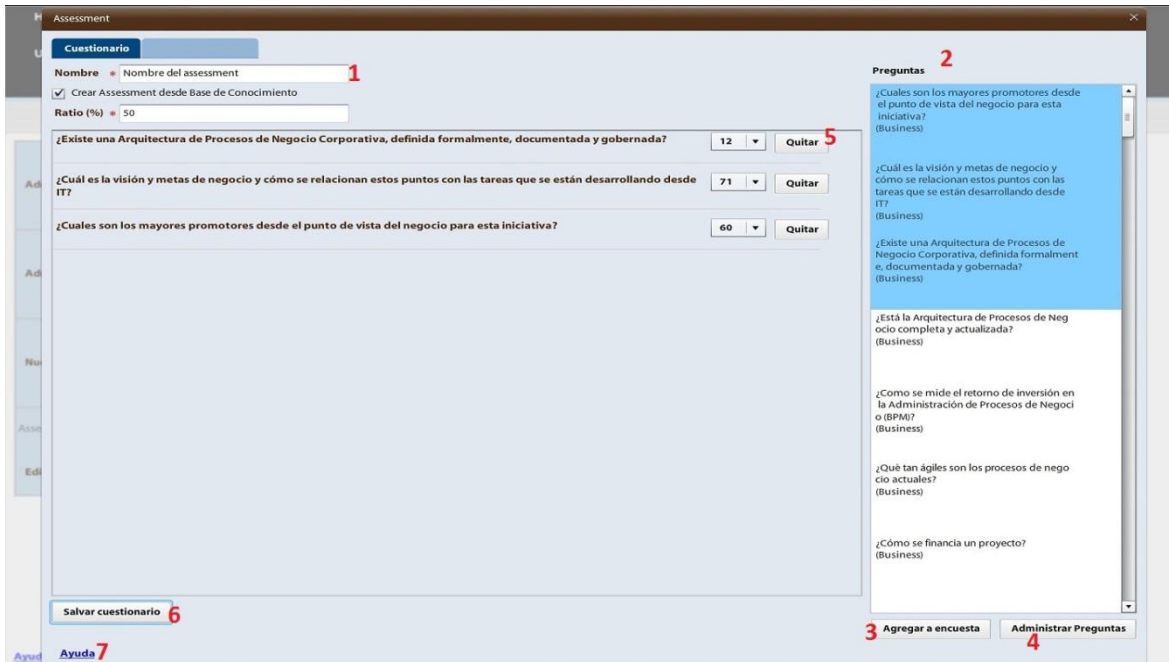 Assessment
Cuestionario
Nombre * Nombre del assessment 1
Crear Assessment desde Base de Conocimiento
Ratio (%) * 50
¿Existe una Arquitectura de Procesos de Negocio Corporativa, definida formalmente, documentada y gobernada? 12 Quitar 5
¿Cuál es la visión y metas de negocio y cómo se relacionan estos puntos con las tareas que se están desarrollando desde
IT? 71 Quitar
¿Cuales son los mayores promotores desde el punto de vista del negocio para esta iniciativa? 60 Quitar
2
Preguntas
¿Cuales son los mayores promotores desde
el punto de vista del negocio para esta
iniciativa?
(Business)
¿Cuál es la visión y metas de negocio y
cómo se relacionan estos puntos con las
tareas que se están desarrollando desde
IT?
(Business)
¿Existe una Arquitectura de Procesos de
Negocio Corporativa, definida formalment
e, documentada y gobernada?
(Business)
¿Está la Arquitectura de Procesos de Neg
ocio completa y actualizada?
(Business)
¿Como se mide el retorno de inversión en
la Administración de Procesos de Negoci
o (BPM)?
(Business)
¿Què tan ágiles son los procesos de nego
cio actuales?
(Business)
¿Cómo se financia un proyecto?
(Business)
Salvar cuestionario 6
3 Agregar a encuesta Administrar Preguntas
4
Ayuda 7